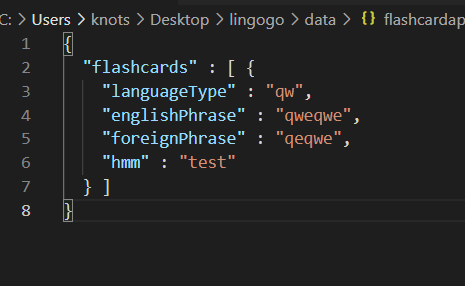 C: > Users > knots > Desktop > lingogo > data > {} flashcardap
1 {
2 "flashcards" : [ {
3 "languageType" : "qw",
4 "englishPhrase" : "qweqwe",
5 "foreignPhrase" : "qeqwe",
6 "hmm" : "test"
7 } ]
8 }